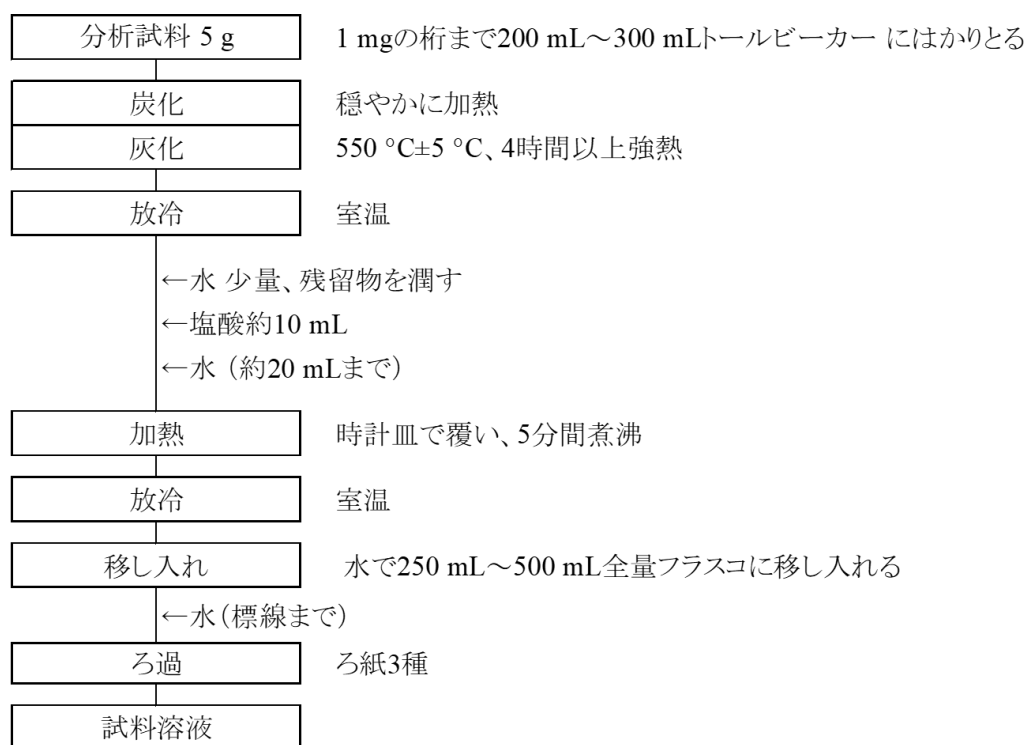 分析試料 5 g 1 mgの桁まで200 mL～300 mLトールビーカー にはかりとる
炭化 穏やかに加熱
灰化 550 °C±5 °C、4時間以上強熱
放冷 室温
←水 少量、残留物を潤す
←塩酸約10 mL
←水（約20 mLまで）
加熱 時計皿で覆い、5分間煮沸
放冷 室温
移し入れ 水で250 mL～500 mL全量フラスコに移し入れる
←水（標線まで）
ろ過 ろ紙3種
試料溶液